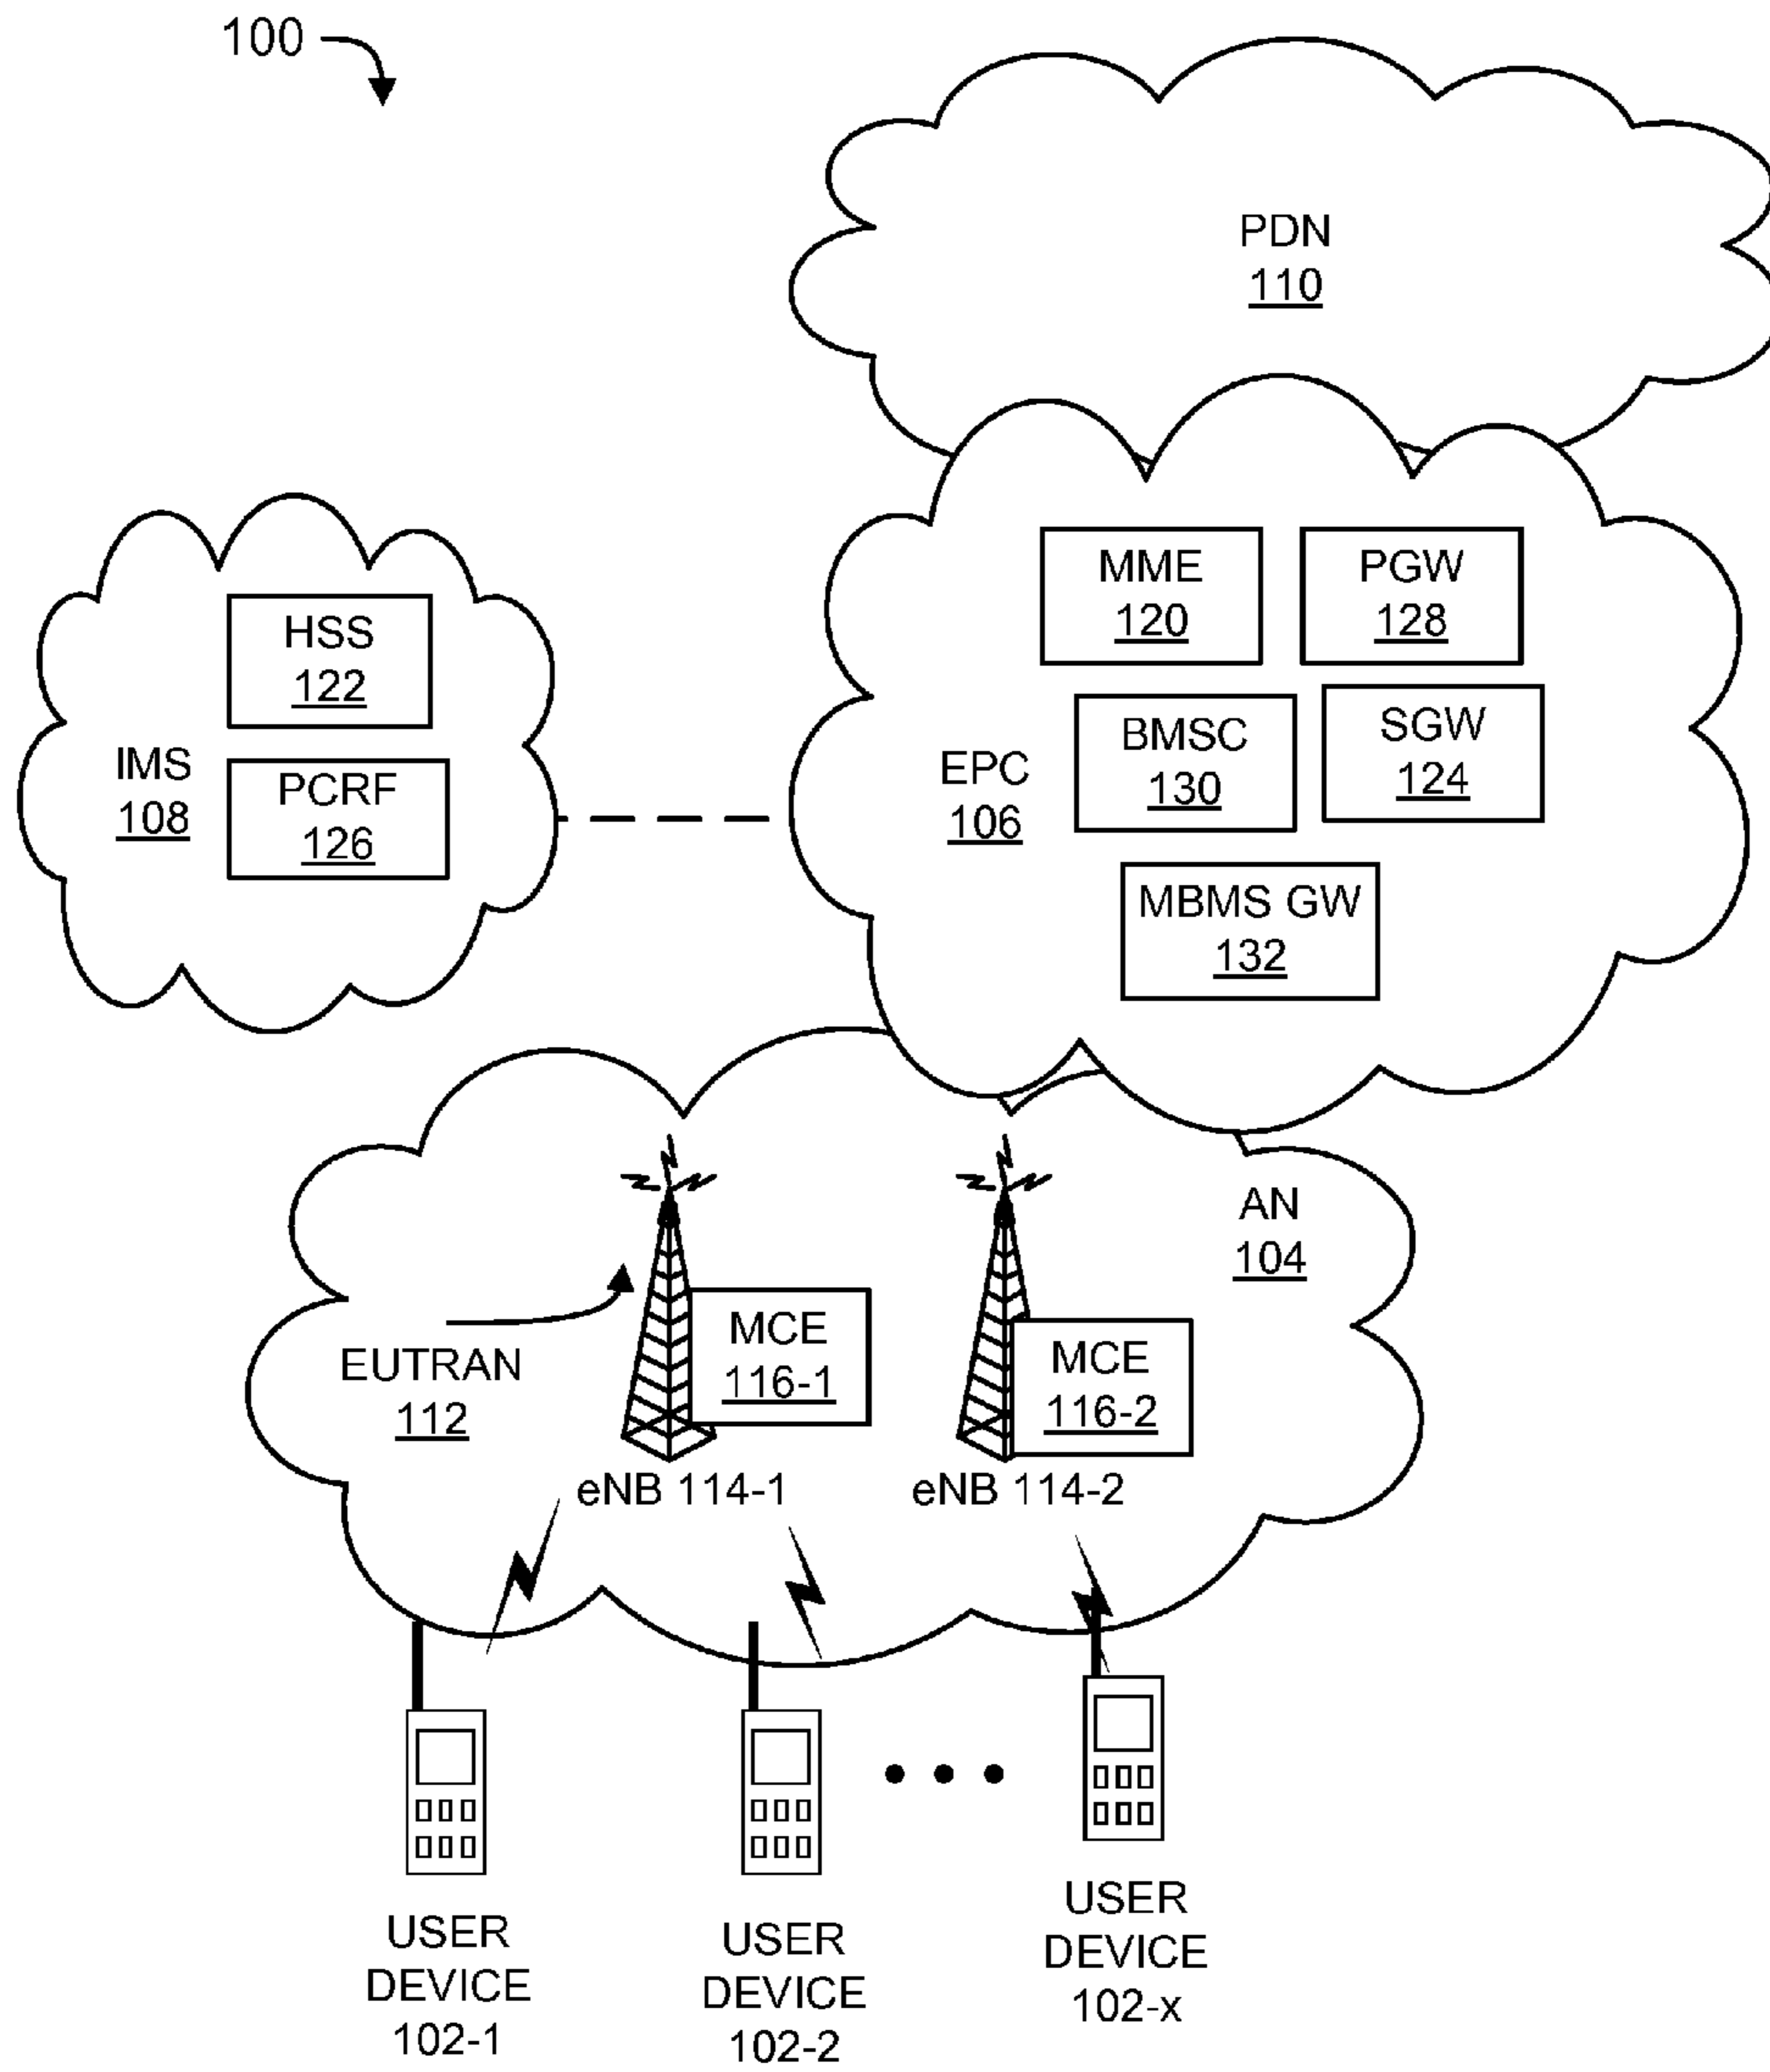 100
PDN
110
MME
120
PGW
128
HSS
122
BMSC
130
SGW
124
IMS
108
PCRF
126
EPC
106
MBMS GW
132
AN
104
MCE
116-1
EUTRAN
112
MCE
116-2
eNB 114-1
eNB 114-2
USER
DEVICE
102-1
USER
DEVICE
102-2
USER
DEVICE
102-x